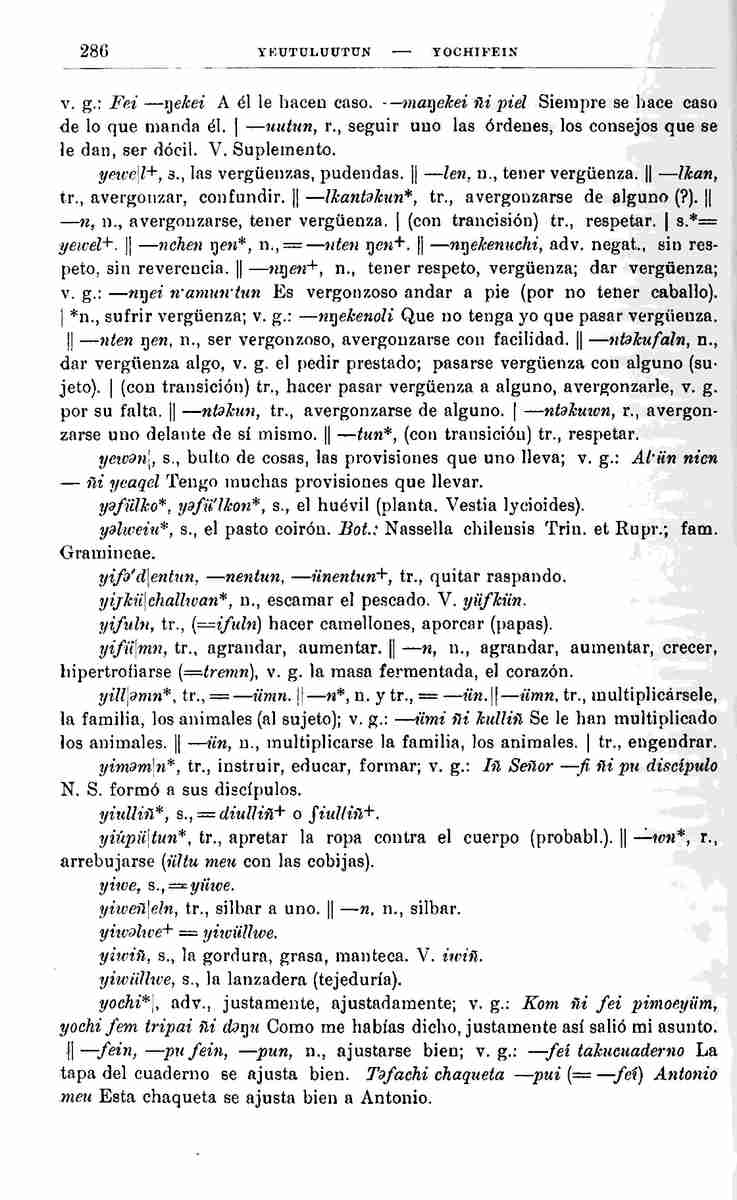 286 YEUTULUUTUN — YOCHIFEIN
v. g.: Fei —ŋekei A él le hacen caso. —maŋekei ñi piel Siempre se hace caso
de lo que manda él. | —uutun, r., seguir uno las órdenes, los consejos que se
le dan, ser dócil. V. Suplemento.
yewe|l+, s., las vergüenzas, pudendas. || —len, n., tener vergüenza. || —lkan,
tr., avergonzar, confundir. || —lkantəkun*, tr., avergonzarse de alguno (?). ||
—n, n., avergonzarse, tener vergüenza. | (con trancisión) tr., respetar. | s.*=
yewel+. || —nchen ŋen*, n., = —nten ŋen+. || —nŋekenuchi, adv. negat., sin res-
peto, sin reverencia. || —nŋen+, n., tener respeto, vergüenza; dar vergüenza;
v. g.: —nŋei n·amun·tun Es vergonzoso andar a pie (por no tener caballo).
| *n., sufrir vergüenza; v. g.: —nŋekenoli Que no tenga yo que pasar vergüenza.
|| —nten ŋen, n., ser vergonzoso, avergonzarse con facilidad. || —ntəkufaln, n.,
dar vergüenza algo, v. g. el pedir prestado; pasarse vergüenza con alguno (su-
jeto). | (con transición) tr., hacer pasar vergüenza a alguno, avergonzarle, v. g.
por su falta. || —ntəkun, tr., avergonzarse de alguno. | —ntəkuwn, r., avergon-
zarse uno delante de sí mismo. || —tun*, (con transición) tr., respetar.
yewən|, s., bulto de cosas, las provisiones que uno lleva; v. g.: Al·ün nien
— ñi yeaqel Tengo muchas provisiones que llevar.
yəfülko*, yəfü'lkon*, s., el huévil (planta. Vestia lycioides).
yəlweiu*, s., el pasto coirón. Bot.: Nassella chilensis Trin. et Rupr.; fam.
Gramineae.
yifə'd|entun, —nentun, —ünentun+, tr., quitar raspando.
yifkü|challwan*, n., escamar el pescado. V. yüfkün.
yifuln, tr., (=ifuln) hacer camellones, aporcar (papas).
yifü|mn, tr., agrandar, aumentar. || —n, n., agrandar, aumentar, crecer,
hipertrofiarse (=tremn), v. g. la masa fermentada, el corazón.
yill|əmn*, tr., = —ümn. || —n*, n. y tr., = —ün. || —ümn, tr., multiplicársele,
la familia, los animales (al sujeto); v. g.: —ümi ñi kulliñ Se le han multiplicado
los animales. || —ün, n., multiplicarse la familia, los animales. | tr., engendrar.
yiməm|n*, tr., instruir, educar, formar; v. g.: Iñ Señor —fi ñi pu discípulo
N. S. formó a sus discípulos.
yiulliñ*, s., = diulliñ+ o fiulliñ+.
yiúpü|tun*, tr., apretar la ropa contra el cuerpo (probabl.). || —wn*, r.,
arrebujarse (ültu meu con las cobijas).
yiwe, s., = yüwe.
yiweñ|eln, tr., silbar a uno. || —n, n., silbar.
yiwəlwe+ = yiwüllwe.
yiwiñ, s., la gordura, grasa, manteca. V. iwiñ.
yiwüllwe, s., la lanzadera (tejeduría).
yochi*|, adv., justamente, ajustadamente; v. g.: Kom ñi fei pimoeyüm,
yochi fem tripai ñi dəŋu Como me habías dicho, justamente así salió mi asunto.
|| —fein, —pu fein, —pun, n., ajustarse bien; v. g.: —feí takucuaderno La
tapa del cuaderno se ajusta bien. Təfachi chaqueta —pui (= —feí) Antonio
meu Esta chaqueta se ajusta bien a Antonio.